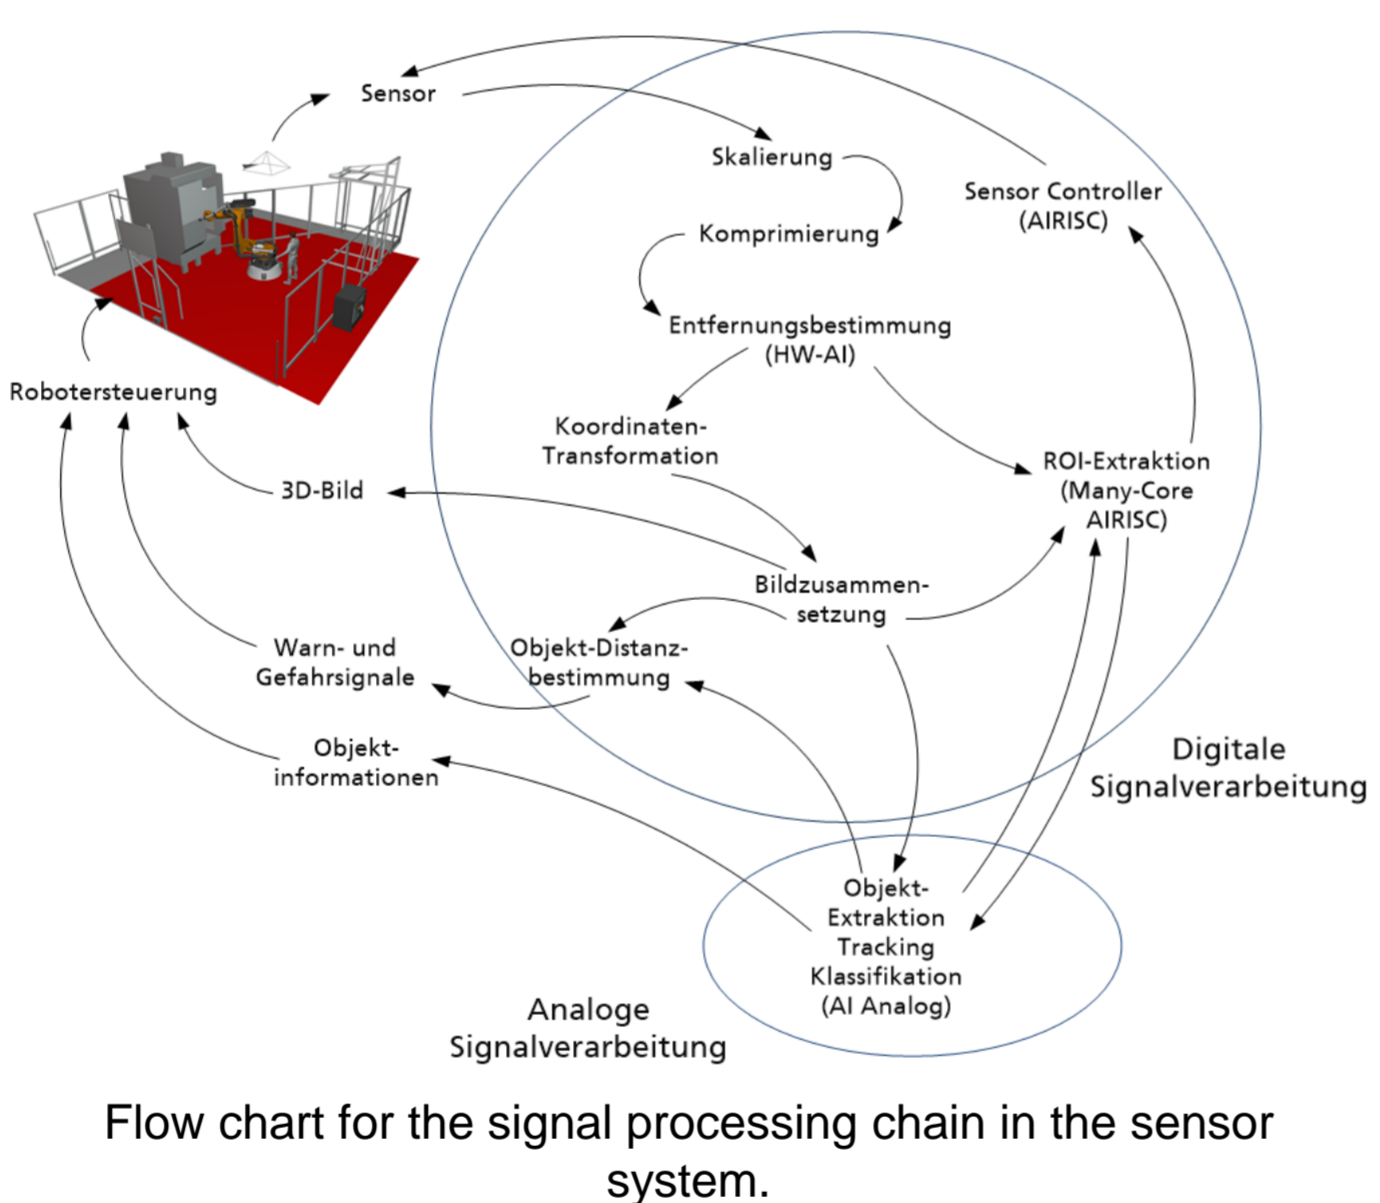 Sensor
Skalierung
Sensor Controller
(AIRISC)
Komprimierung
Entfernungsbestimmung
(HW-AI)
Robotersteuerung
Koordinaten-
Transformation
ROI-Extraktion
(Many-Core
AIRISC)
3D-Bild
Bildzusammen-
setzung
Warn- und
Gefahrsignale
Objekt-Distanz-
bestimmung
Objekt-
informationen
Digitale
Signalverarbeitung
Objekt-
Extraktion
Tracking
Klassifikation
(AI Analog)
Analoge
Signalverarbeitung
Flow chart for the signal processing chain in the sensor
system.